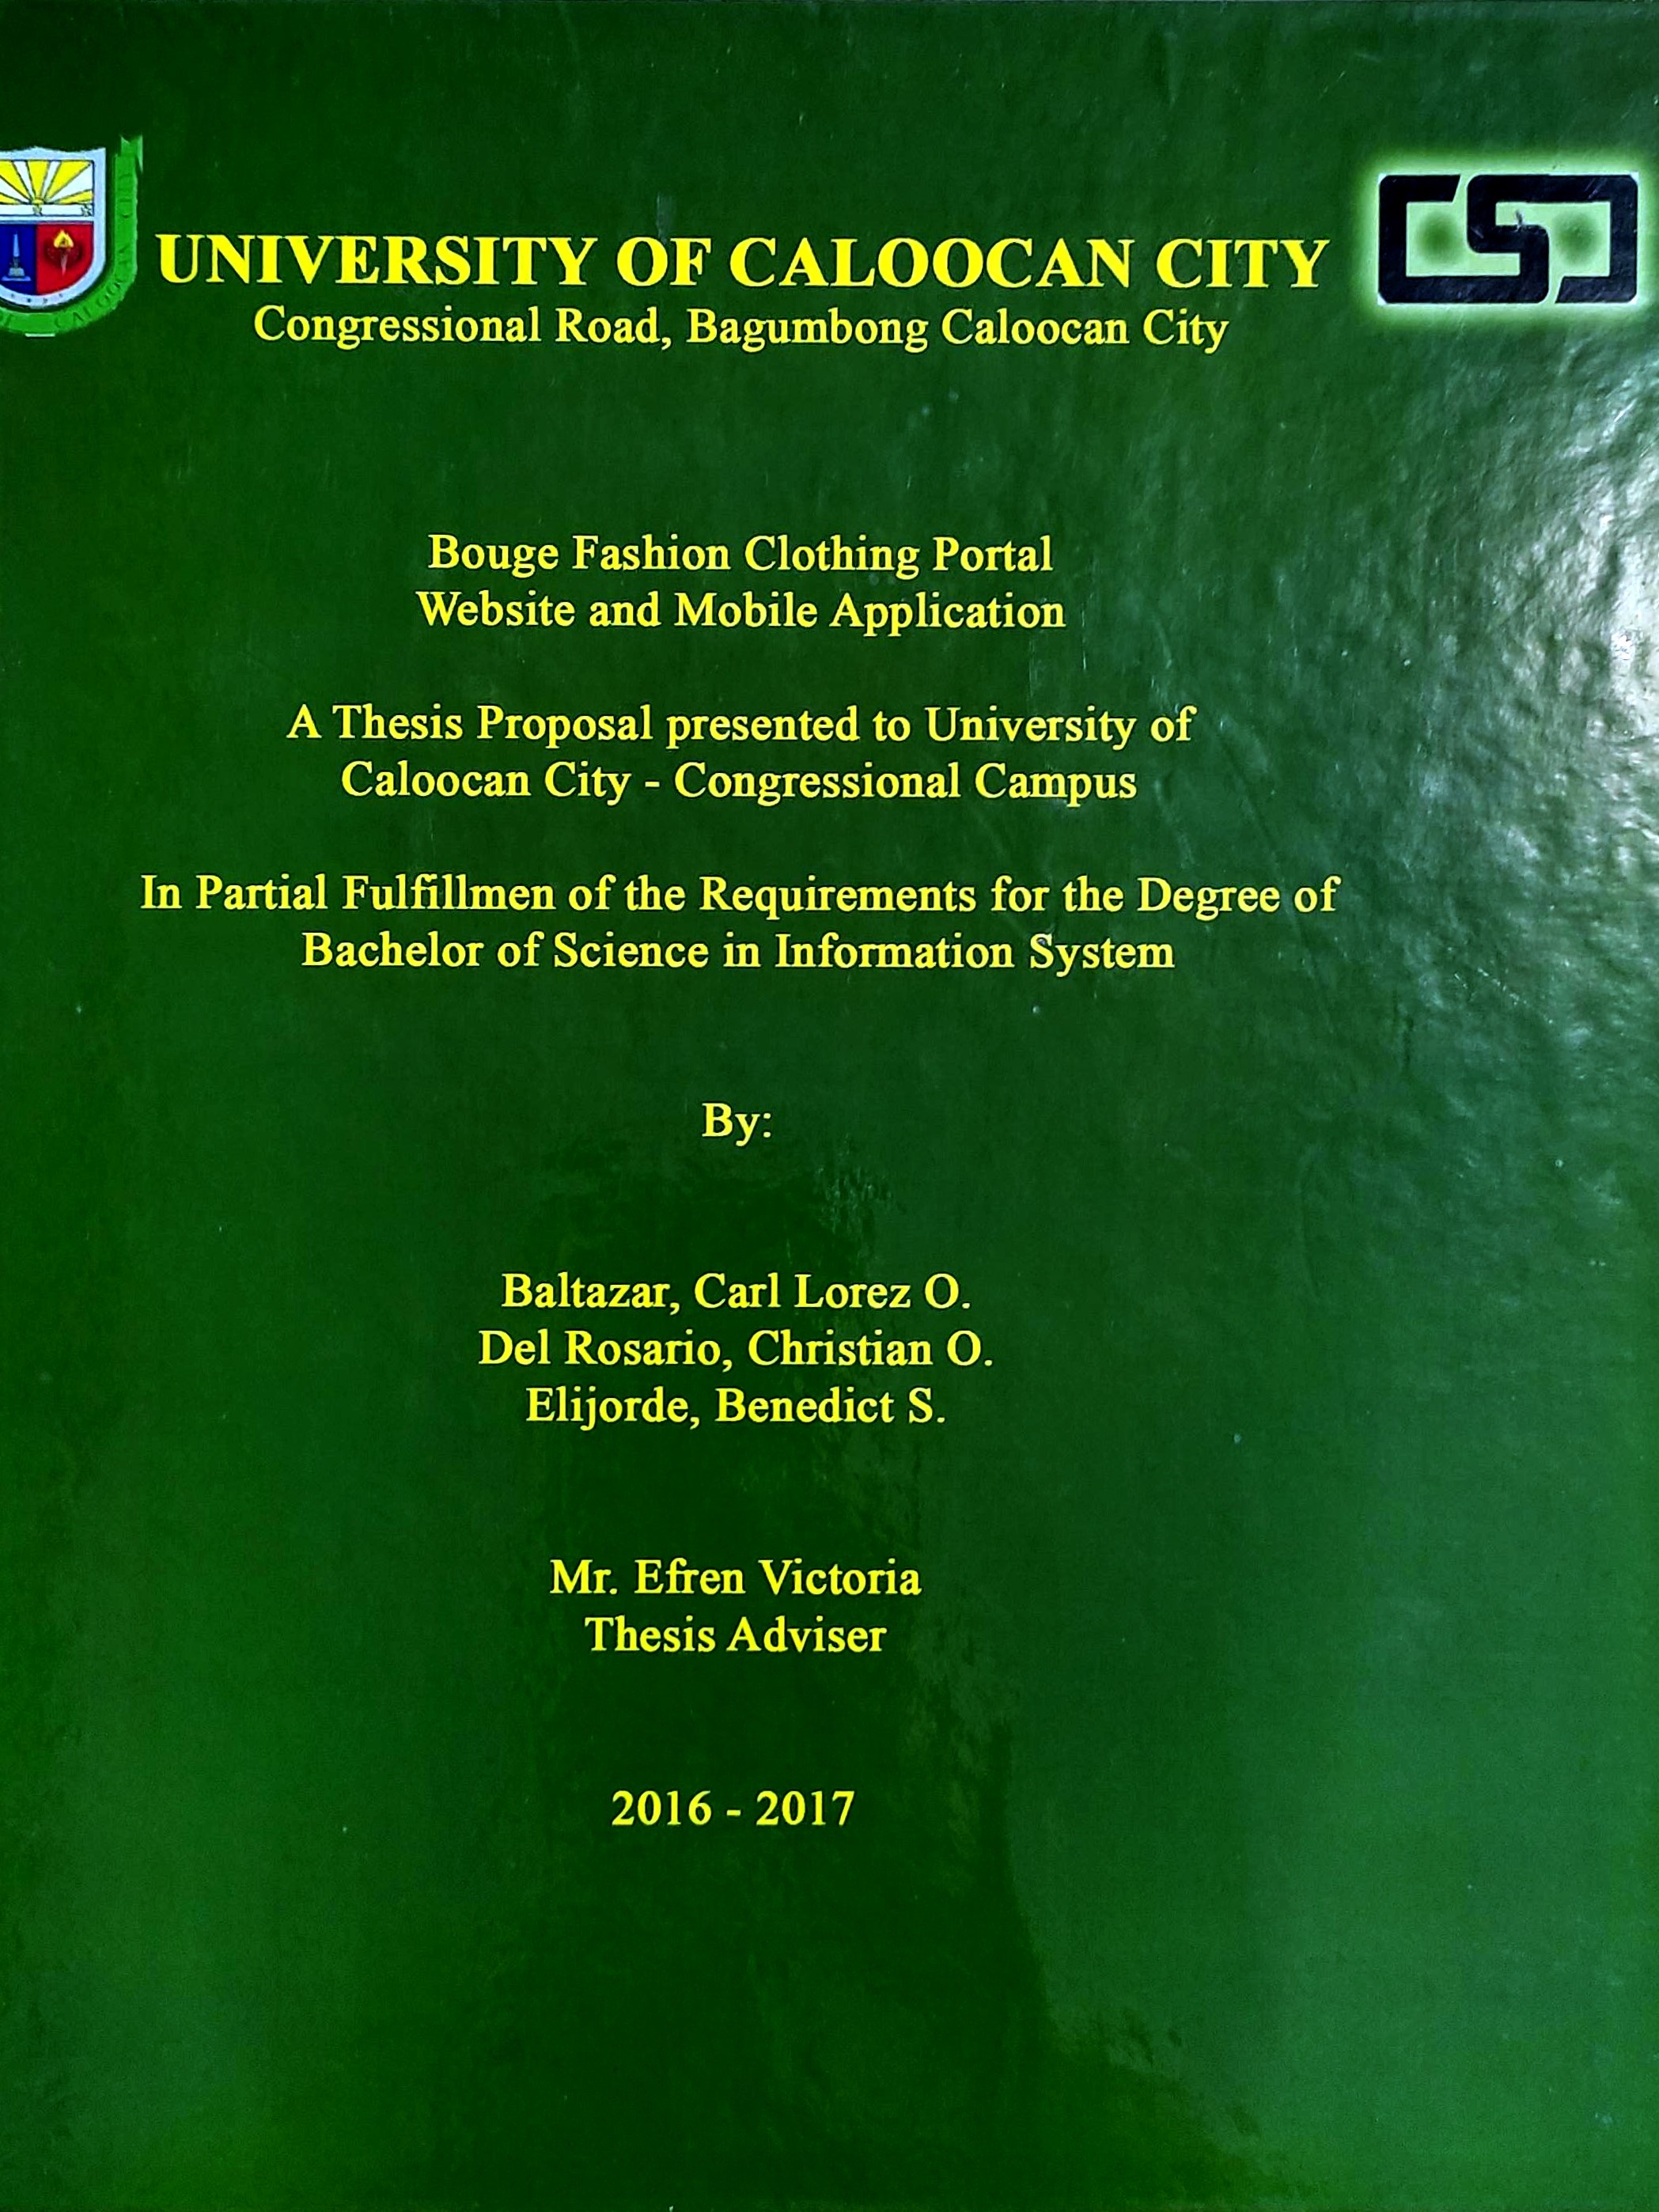 UNIVERSITY OF CALOOCAN CITY
Congressional Road, Bagumbong Caloocan City
Bouge Fashion Clothing Portal
Website and Mobile Application
A Thesis Proposal presented to University of
Caloocan City - Congressional Campus
In Partial Fulfillmen of the Requirements for the Degree of
Bachelor of Science in Information System
By:
Baltazar, Carl Lorez O.
Del Rosario, Christian O.
Elijorde, Benedict S.
Mr. Efren Victoria
Thesis Adviser
2016 - 2017